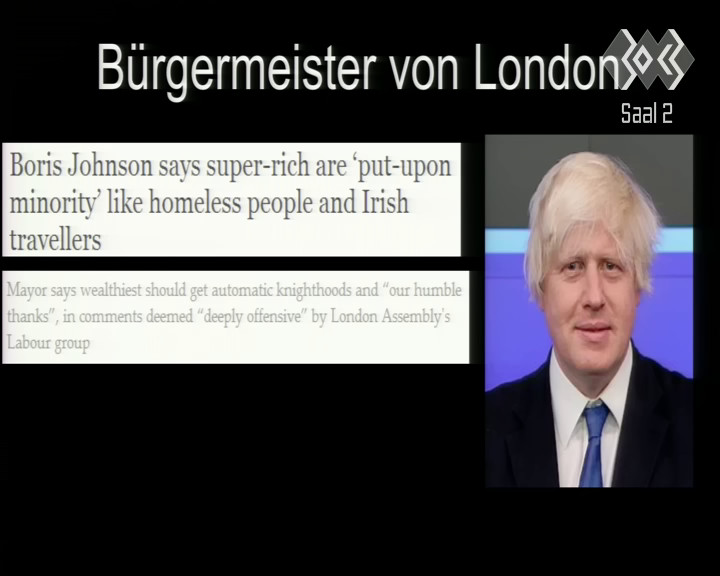 Bürgermeister von London
Saal 2
Boris Johnson says super-rich are ‘put-upon
minority’ like homeless people and Irish
travellers
Mayor says wealthiest should get automatic knighthoods and “our humble
thanks”, in comments deemed “deeply offensive” by London Assembly's
Labour group